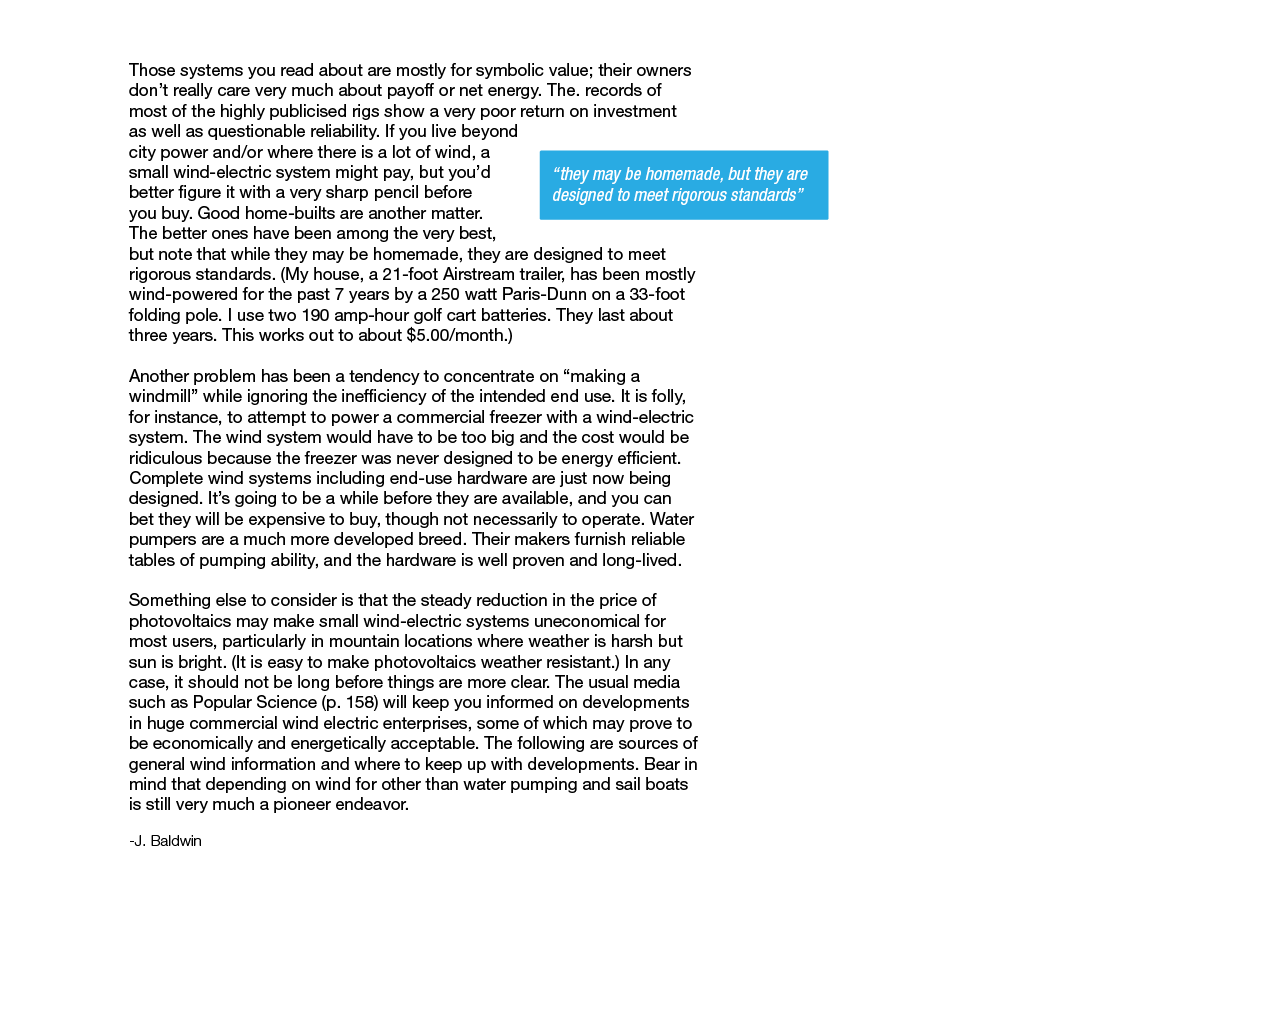 Those systems you read about are mostly for symbolic value; their owners
don’t really care very much about payoff or net energy. The. records of
most of the highly publicised rigs show a very poor return on investment
as well as questionable reliability. If you live beyond
city power and/or where there is a lot of wind, a
small wind-electric system might pay, but you’d
better figure it with a very sharp pencil before
you buy. Good home-builts are another matter.
The better ones have been among the very best,
but note that while they may be homemade, they are designed to meet
rigorous standards. (My house, a 21-foot Airstream trailer, has been mostly
wind-powered for the past 7 years by a 250 watt Paris-Dunn on a 33-foot
folding pole. I use two 190 amp-hour golf cart batteries. They last about
three years. This works out to about $5.00/month.)
“they may be homemade, but they are
designed to meet rigorous standards”
Another problem has been a tendency to concentrate on “making a
windmill” while ignoring the inefficiency of the intended end use. It is folly,
for instance, to attempt to power a commercial freezer with a wind-electric
system. The wind system would have to be too big and the cost would be
ridiculous because the freezer was never designed to be energy efficient.
Complete wind systems including end-use hardware are just now being
designed. It’s going to be a while before they are available, and you can
bet they will be expensive to buy, though not necessarily to operate. Water
pumpers are a much more developed breed. Their makers furnish reliable
tables of pumping ability, and the hardware is well proven and long-lived.
Something else to consider is that the steady reduction in the price of
photovoltaics may make small wind-electric systems uneconomical for
most users, particularly in mountain locations where weather is harsh but
sun is bright. (It is easy to make photovoltaics weather resistant.) In any
case, it should not be long before things are more clear. The usual media
such as Popular Science (p. 158) will keep you informed on developments
in huge commercial wind electric enterprises, some of which may prove to
be economically and energetically acceptable. The following are sources of
general wind information and where to keep up with developments. Bear in
mind that depending on wind for other than water pumping and sail boats
is still very much a pioneer endeavor.
-J. Baldwin